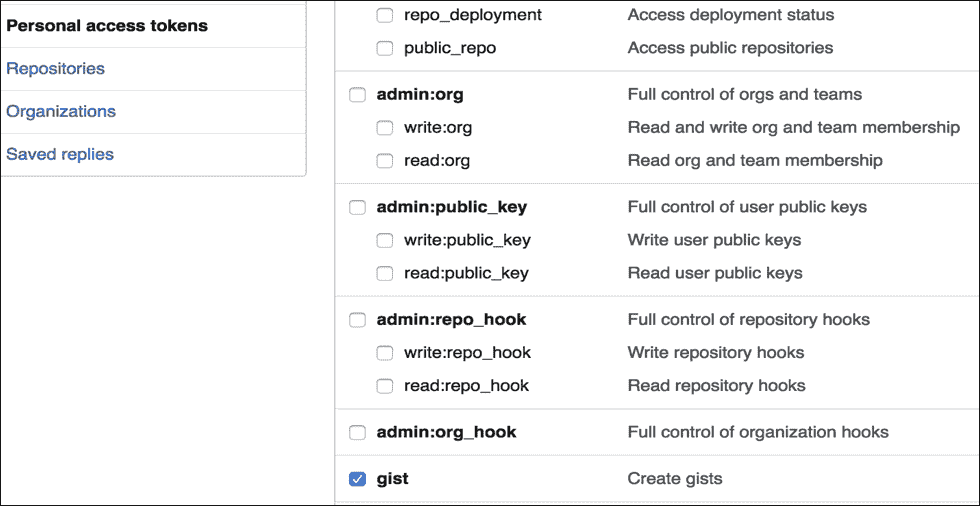 Personal access tokens
Repositories
Organizations
Saved replies
repo_deployment Access deployment status
public_repo Access public repositories
admin:org Full control of orgs and teams
write:org Read and write org and team membership
read:org Read org and team membership
admin:public_key Full control of user public keys
write:public_key Write user public keys
read:public_key Read user public keys
admin:repo_hook Full control of repository hooks
write:repo_hook Write repository hooks
read:repo_hook Read repository hooks
admin:org_hook Full control of organization hooks
gist Create gists